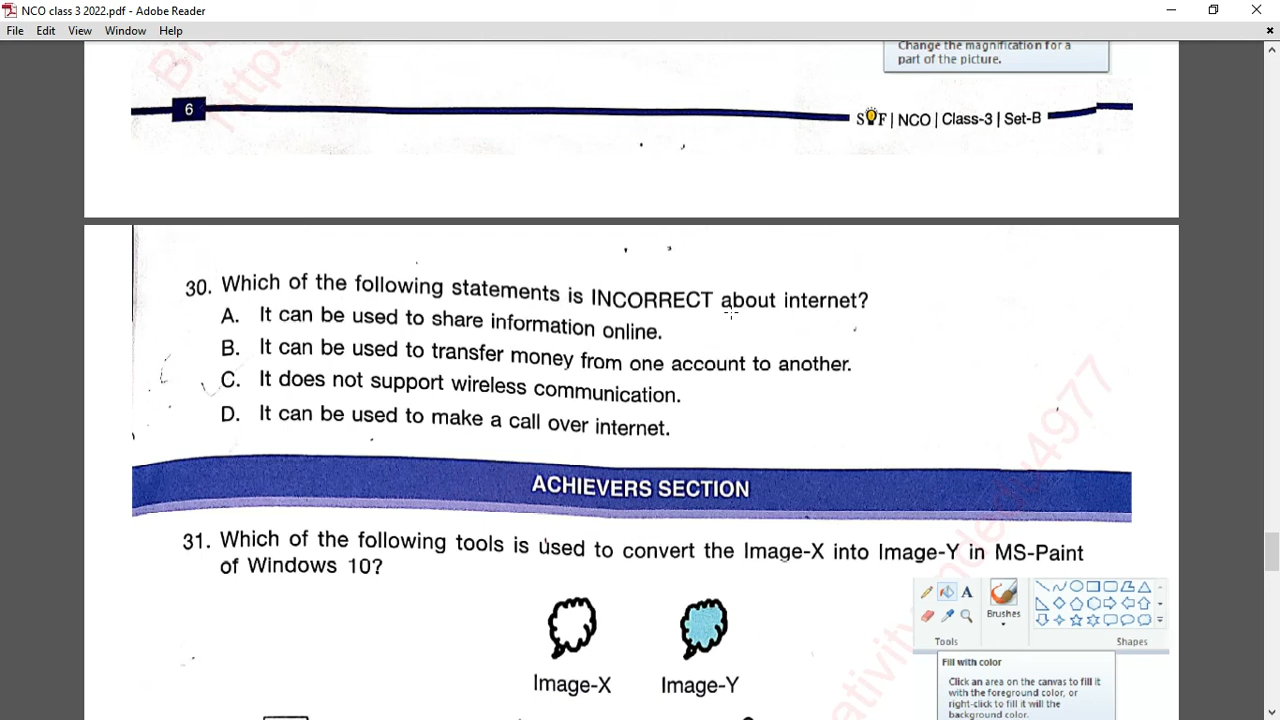 NCO class 3 2022.pdf - Adobe Reader
File Edit View Window Help
Change the magnification for a
part of the picture.
6
SOF | NCO | Class-3 | Set-B
30. Which of the following statements is INCORRECT about internet?
A. It can be used to share information online.
B. It can be used to transfer money from one account to another.
C. It does not support wireless communication.
D. It can be used to make a call over internet.
ACHIEVERS SECTION
31. Which of the following tools is used to convert the Image-X into Image-Y in MS-Paint
of Windows 10?
A
Brushes
Tools
Shapes
Image-X Image-Y
Fill with color
Click an area on the canvas to fill it
with the foreground color, or
right-click to fill it will the
background color.